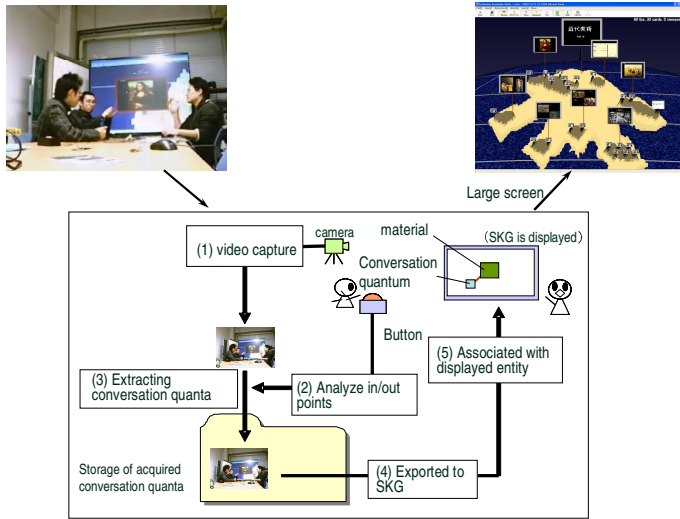 近代美術
Large screen
(1) video capture
camera
material
(SKG is displayed)
Conversation
quantum
Button
(3) Extracting
conversation quanta
(2) Analyze in/out
points
(5) Associated with
displayed entity
Storage of acquired
conversation quanta
(4) Exported to
SKG